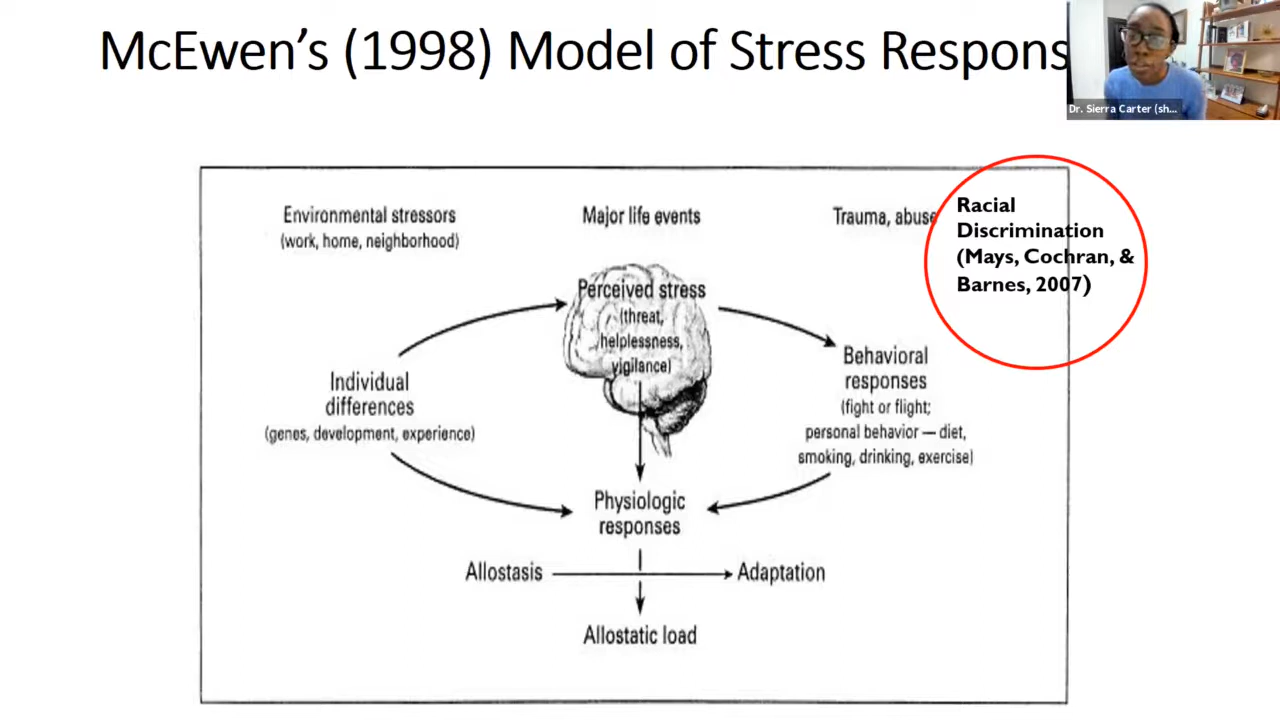 McEwen's (1998) Model of Stress Respons
Dr. Sierra Carter (sh...
Environmental stressors
(work, home, neighborhood)
Major life events
Trauma, abuse
Racial
Discrimination
(Mays, Cochran, &
Barnes, 2007)
Perceived stress
(threat,
helplessness,
vigilance)
Individual
differences
(genes, development, experience)
Behavioral
responses
(fight or flight;
personal behavior — diet,
smoking, drinking, exercise)
Physiologic
responses
Allostasis
Adaptation
Allostatic load